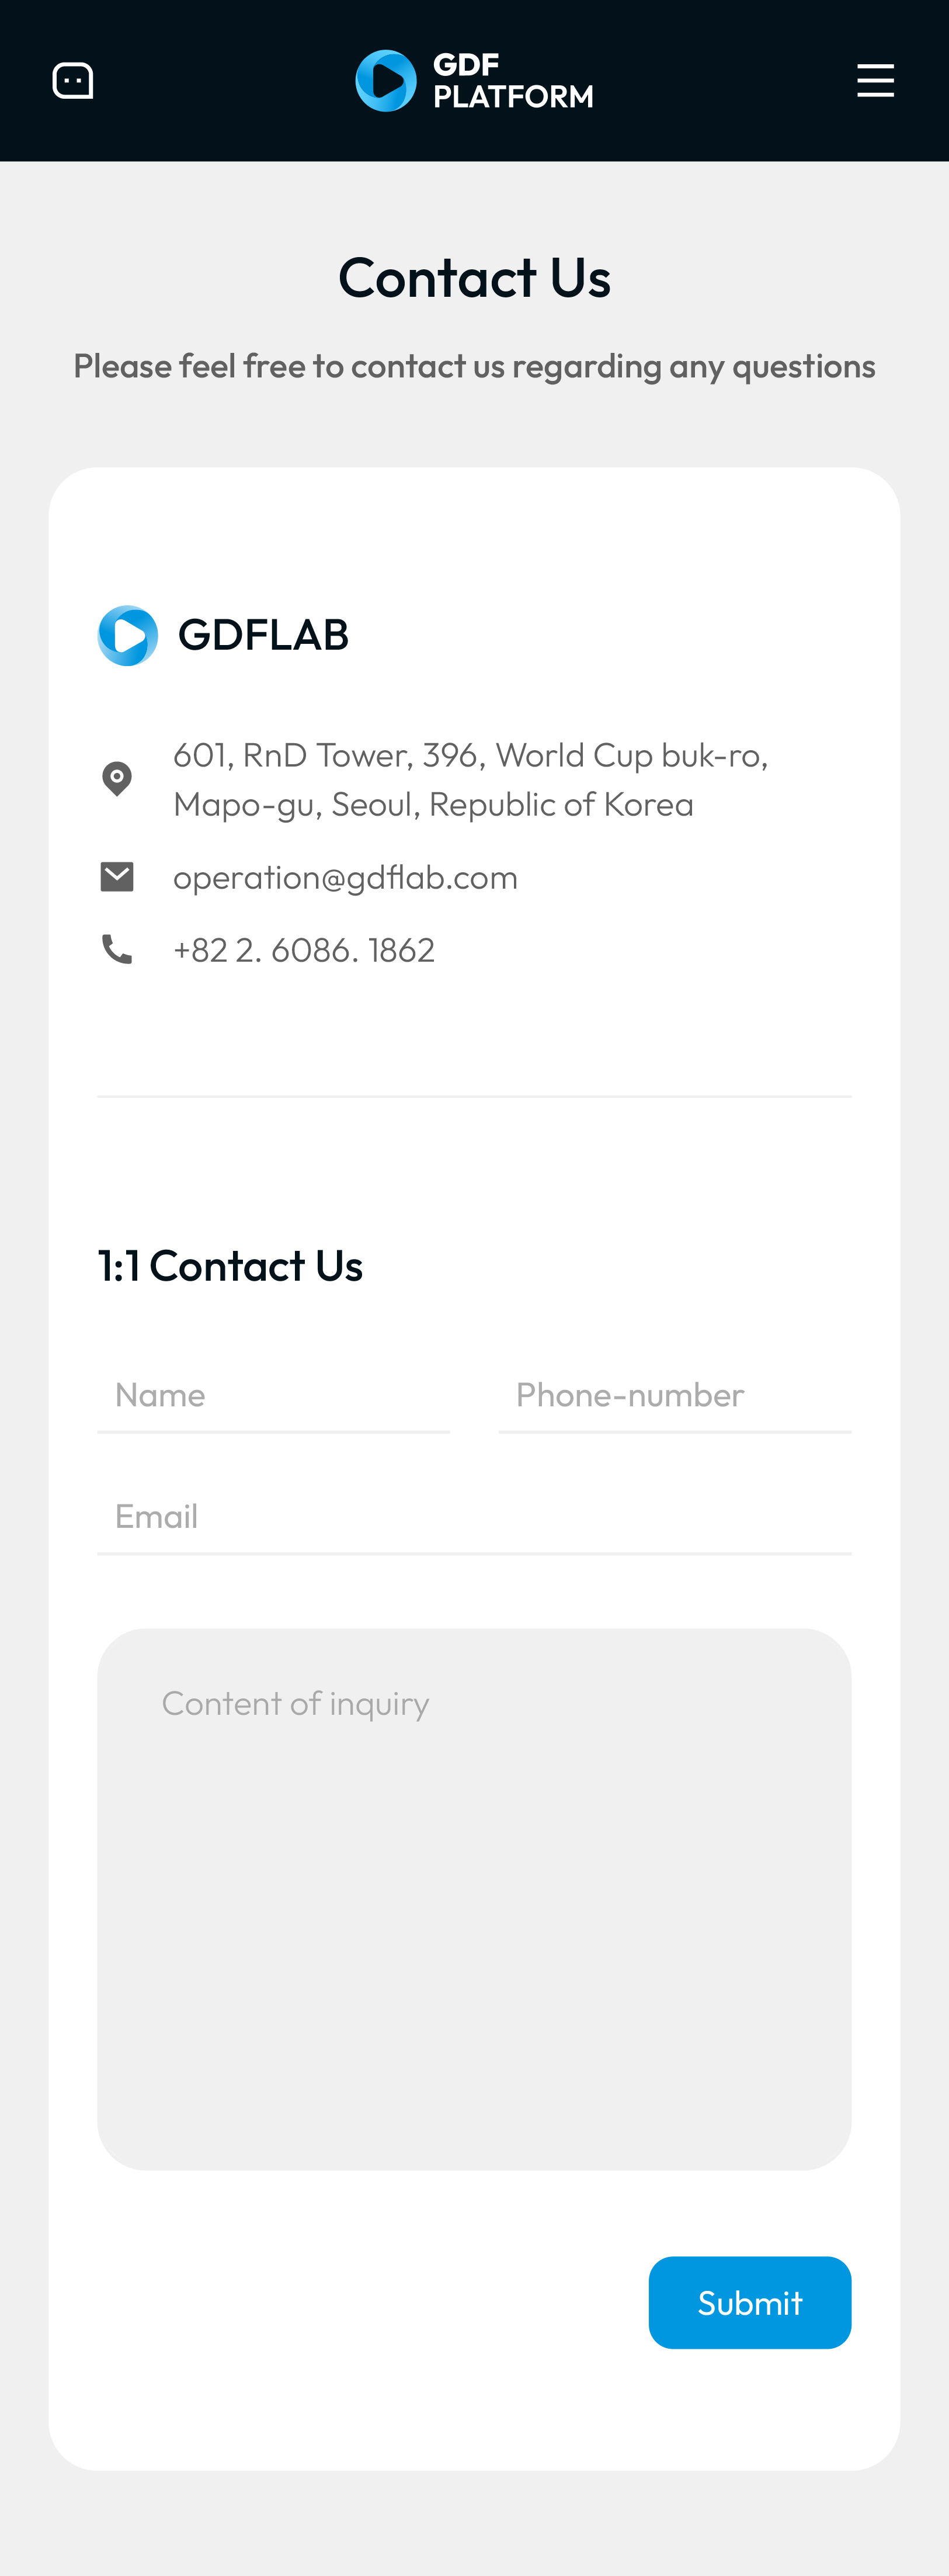 GDF
PLATFORM
Contact Us
Please feel free to contact us regarding any questions
GDFLAB
601, RnD Tower, 396, World Cup buk-ro,
Mapo-gu, Seoul, Republic of Korea
operation@gdflab.com
+82 2. 6086. 1862
1:1 Contact Us
Name
Phone-number
Email
Content of inquiry
Submit